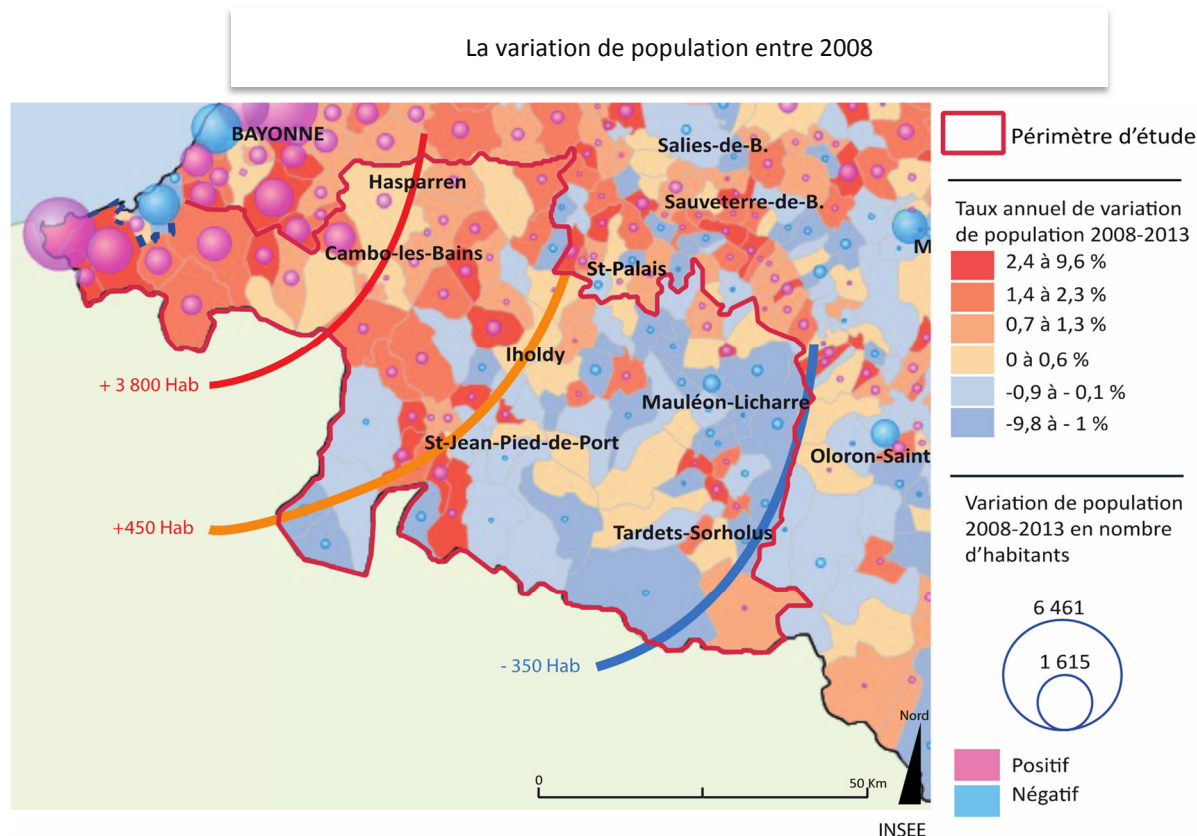 La variation de population entre 2008
BAYONNE
Salies-de-B.
Hasparren
Sauveterre-de-B.
M
Cambo-les-Bains
St-Palais
Iholdy
+ 3 800 Hab
Mauléon-Licharre
St-Jean-Pied-de-Port
Oloron-Saint
+450 Hab
Tardets-Sorholus
- 350 Hab
Nord
0
50 Km
INSEE
Périmètre d'étude
Taux annuel de variation
de population 2008-2013
2,4 à 9,6 %
1,4 à 2,3 %
0,7 à 1,3 %
0 à 0,6 %
-0,9 à - 0,1 %
-9,8 à - 1 %
Variation de population
2008-2013 en nombre
d'habitants
6 461
1 615
Positif
Négatif